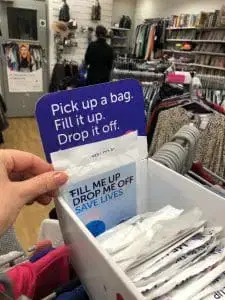 Pick up a bag.
Fill it up.
Drop it off.
FILL ME UP
DROP ME OFF
SAVE LIVES